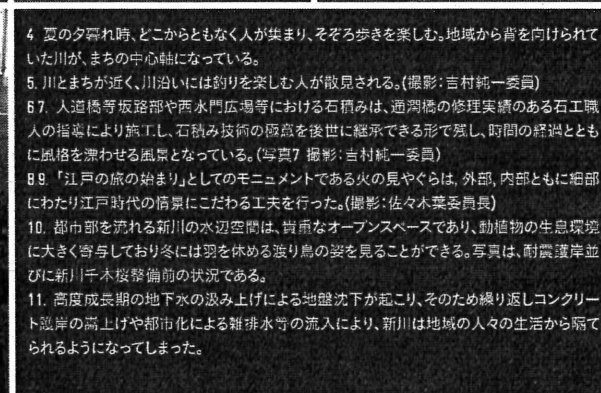 4 夏の夕暮れ時、どこからともなく人が集まり、そぞろ歩きを楽しむ。地域から背を向けられて
いた川が、まちの中心軸になっている。
5. 川とまちが近く、川沿いには釣りを楽しむ人が散見される。(撮影:吉村純一委員)
6.7. 人道橋等坂路部や西水門広場等における石積みは、通潤橋の修理実績のある石工職
人の指導により施工し、石積み技術の極意を後世に継承できる形で残し、時間の経過ととも
に風格を漂わせる風景となっている。(写真7 撮影:吉村純一委員)
8.9. 「江戸の旅の始まり」としてのモニュメントである火の見やぐらは、外部、内部ともに細部
にわたり江戸時代の情景にこだわる工夫を行った。(撮影:佐々木葉委員長)
10. 都市部を流れる新川の水辺空間は、貴重なオープンスペースであり、動植物の生息環境
に大きく寄与しており冬には羽を休める渡り鳥の姿を見ることができる。写真は、耐震護岸並
びに新川千本桜整備前の状況である。
11. 高度成長期の地下水の汲み上げによる地盤沈下が起こり、そのため繰り返しコンクリー
ト護岸の嵩上げや都市化による雑排水等の流入により、新川は地域の人々の生活から隔て
られるようになってしまった。